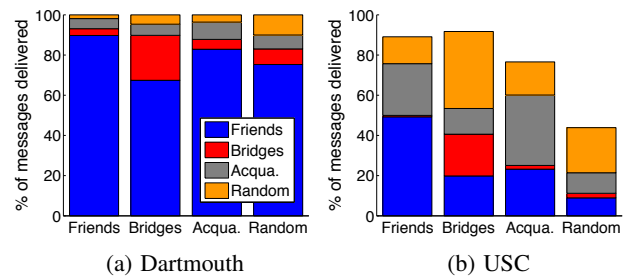 % of messages delivered
100
80
60
40
20
0
Friends
Bridges
Acqua.
Random
Friends Bridges Acqua. Random
(a) Dartmouth
% of messages delivered
100
80
60
40
20
0
Friends Bridges Acqua. Random
(b) USC